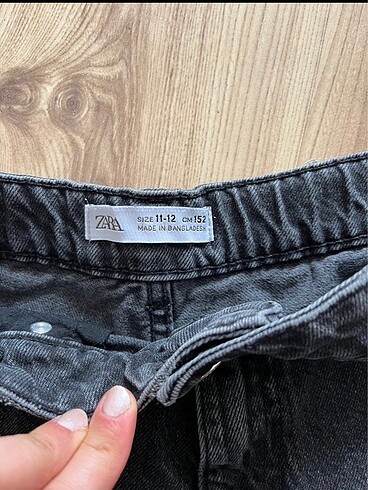 ZARA
SIZE 11-12 CM 152
MADE IN BANGLADESH